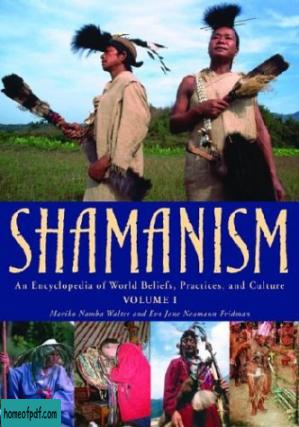 SHAMANISM
An Encyclopedia of World Beliefs, Practices, and Culture
VOLUME I
Mariko Namba Walter and Eva Jane Neumann Fridman
homeofpdf.com